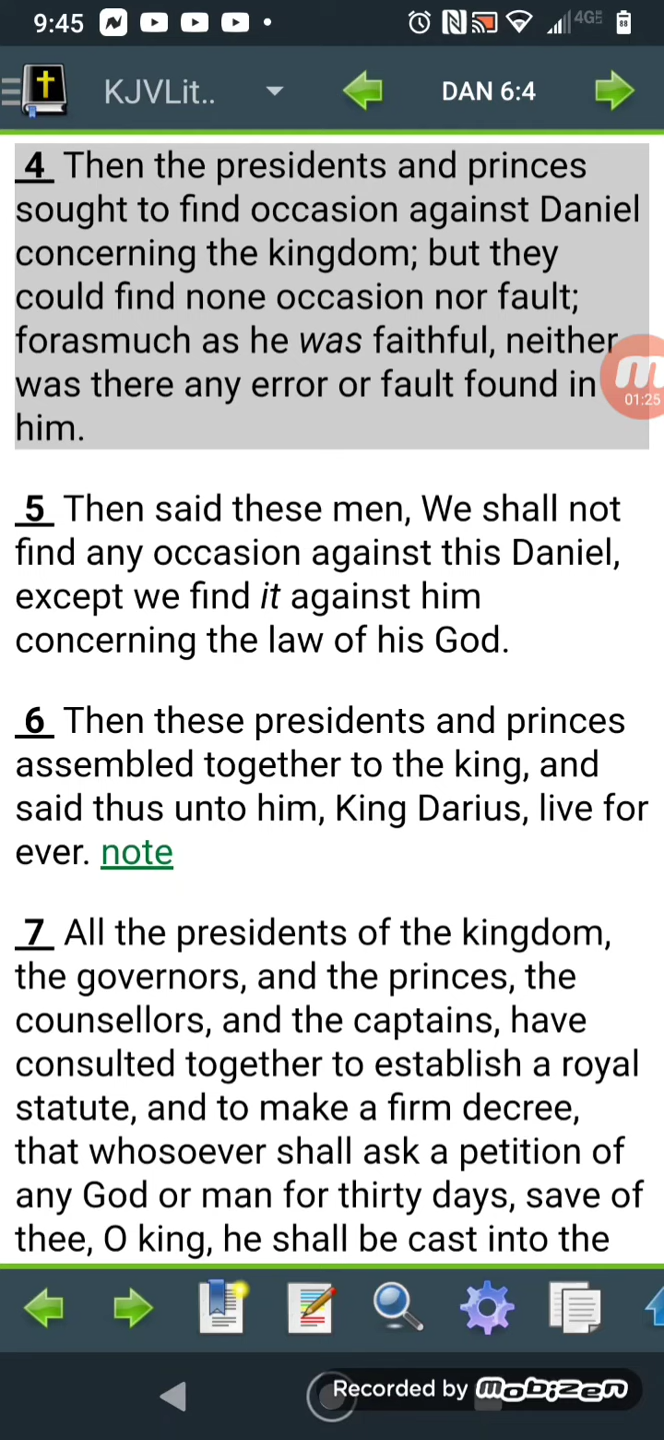 9:45
4G
88
KJVLit..
DAN 6:4
4 Then the presidents and princes
sought to find occasion against Daniel
concerning the kingdom; but they
could find none occasion nor fault;
forasmuch as he was faithful, neither
was there any error or fault found in
him.
01:25
5 Then said these men, We shall not
find any occasion against this Daniel,
except we find it against him
concerning the law of his God.
6 Then these presidents and princes
assembled together to the king, and
said thus unto him, King Darius, live for
ever. note
7 All the presidents of the kingdom,
the governors, and the princes, the
counsellors, and the captains, have
consulted together to establish a royal
statute, and to make a firm decree,
that whosoever shall ask a petition of
any God or man for thirty days, save of
thee, O king, he shall be cast into the
Recorded by mobizen